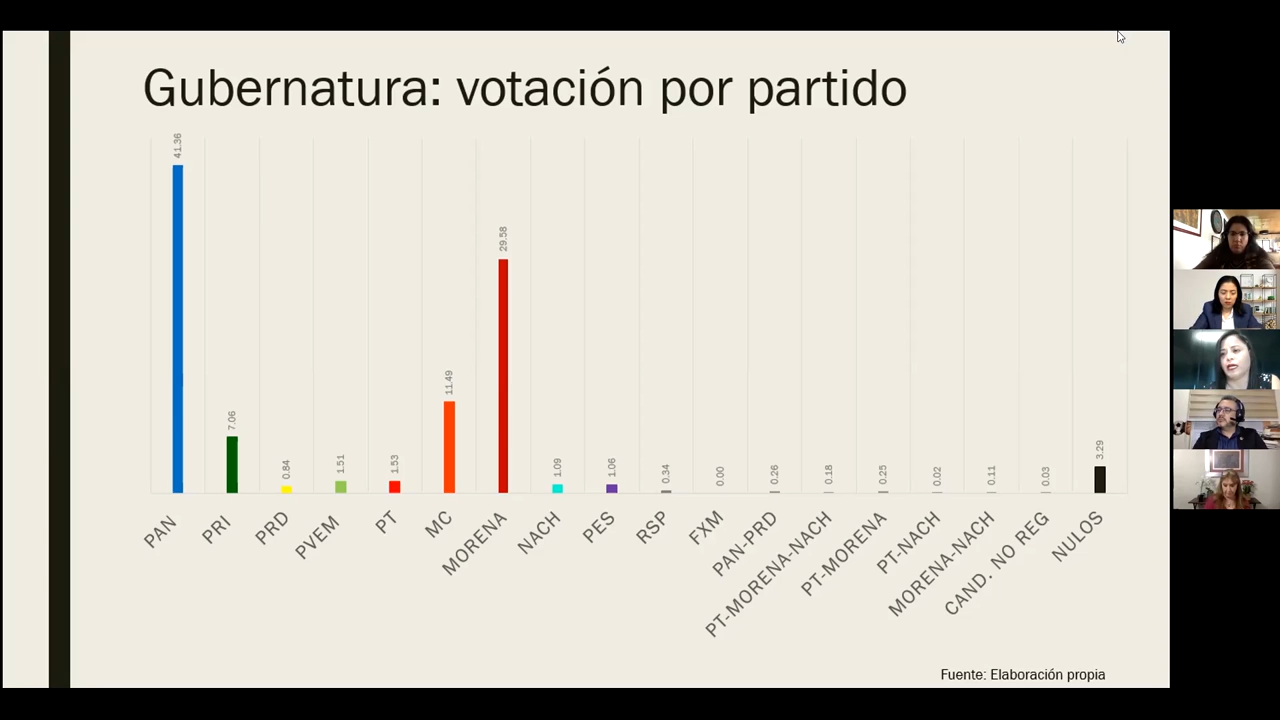 Gubernatura: votación por partido
41.36
7.06
0.84
1.51
1.53
11.49
29.58
1.09
1.06
0.34
0.00
0.26
0.18
0.25
0.02
0.11
0.03
3.29
PAN
PRI
PRD
PVEM
PT
MC
MORENA
NACH
PES
RSP
FXM
PAN-PRD
PT-MORENA-NACH
PT-MORENA
PT-NACH
MORENA-NACH
CAND. NO REG
NULOS
Fuente: Elaboración propia